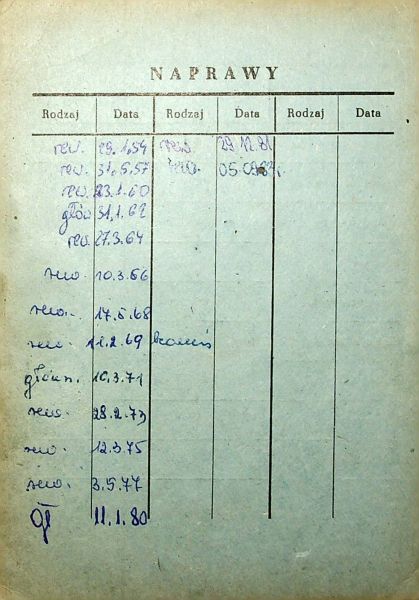 NAPRAWY
Rodzaj Data Rodzaj Data Rodzaj Data
rew. 29.1.54 rew. 29.12.81
rew. 31.5.57 rew. 05.09.87r.
rew. 23.1.60
głów 31.1.62
rew. 27.3.64
rew. 10.3.66
rew. 17.5.68
rew. 11.2.69
główn. 10.3.71
rew. 28.2.73
rew. 12.3.75
rew. 3.5.77
Gł 11.1.80